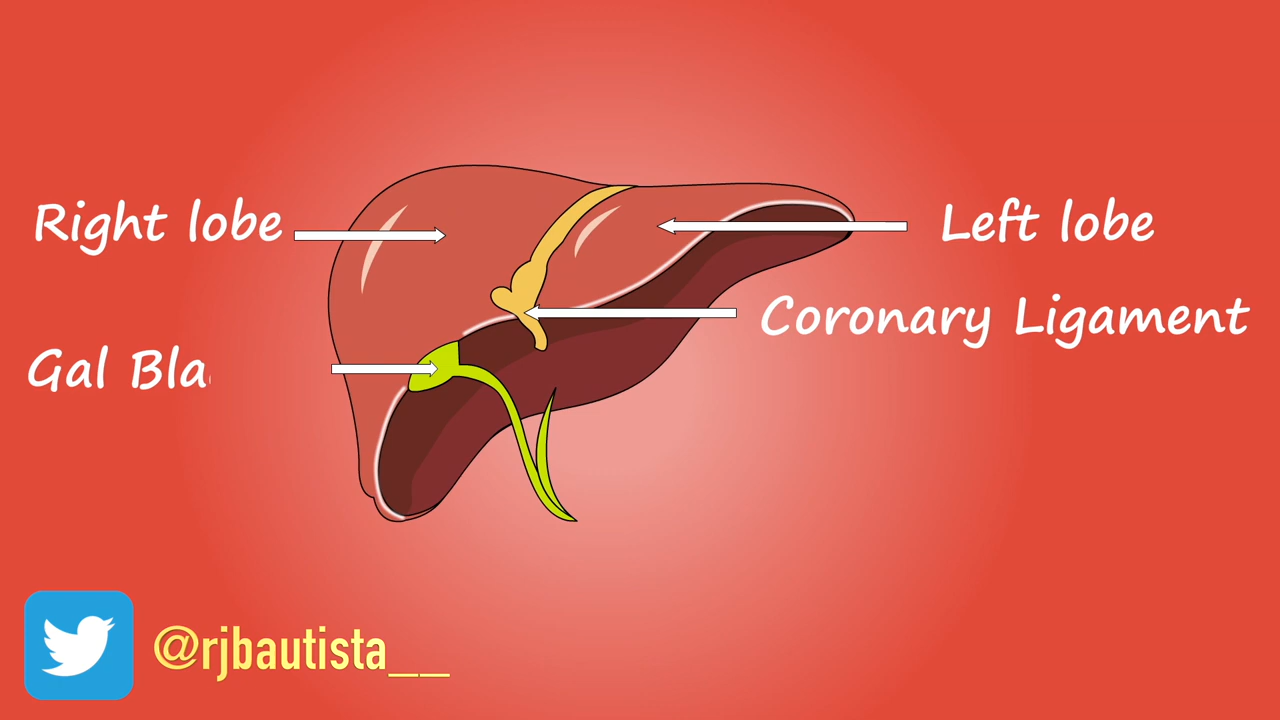 Right lobe
Left lobe
Coronary Ligament
Gal Bla
@rjbautista__